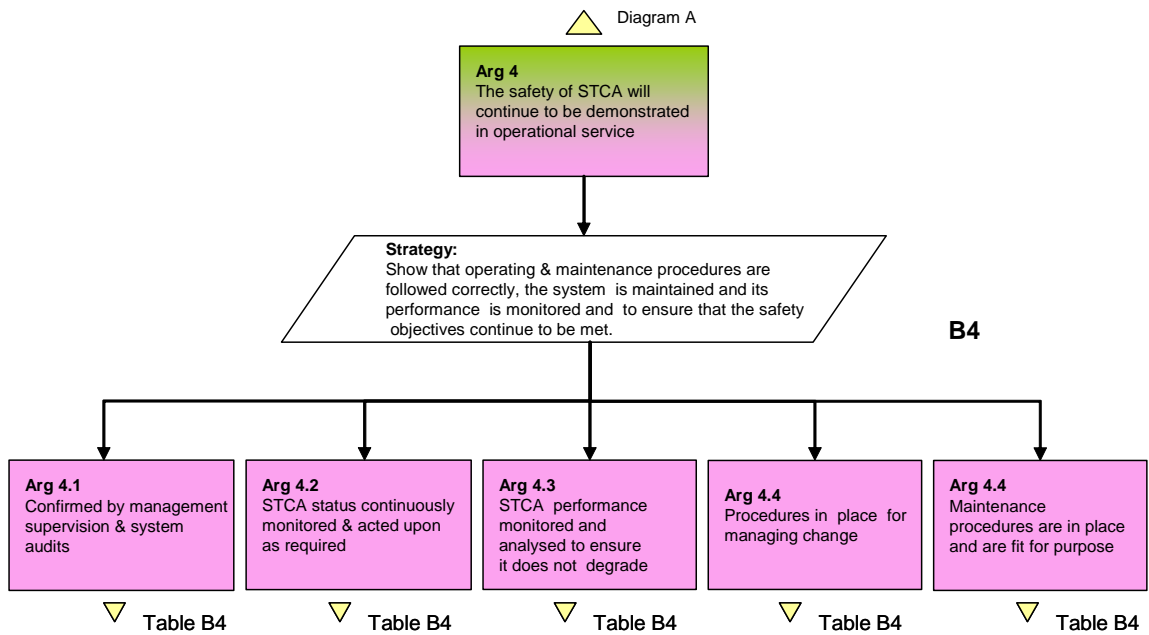 Diagram A
Arg 4
The safety of STCA will
continue to be demonstrated
in operational service
Strategy:
Show that operating & maintenance procedures are
followed correctly, the system is maintained and its
performance is monitored and to ensure that the safety
objectives continue to be met.
B4
Arg 4.1
Confirmed by management
supervision & system
audits
Table B4
Arg 4.2
STCA status continuously
monitored & acted upon
as required
Table B4
Arg 4.3
STCA performance
monitored and
analysed to ensure
it does not degrade
Table B4
Arg 4.4
Procedures in place for
managing change
Table B4
Arg 4.4
Maintenance
procedures are in place
and are fit for purpose
Table B4